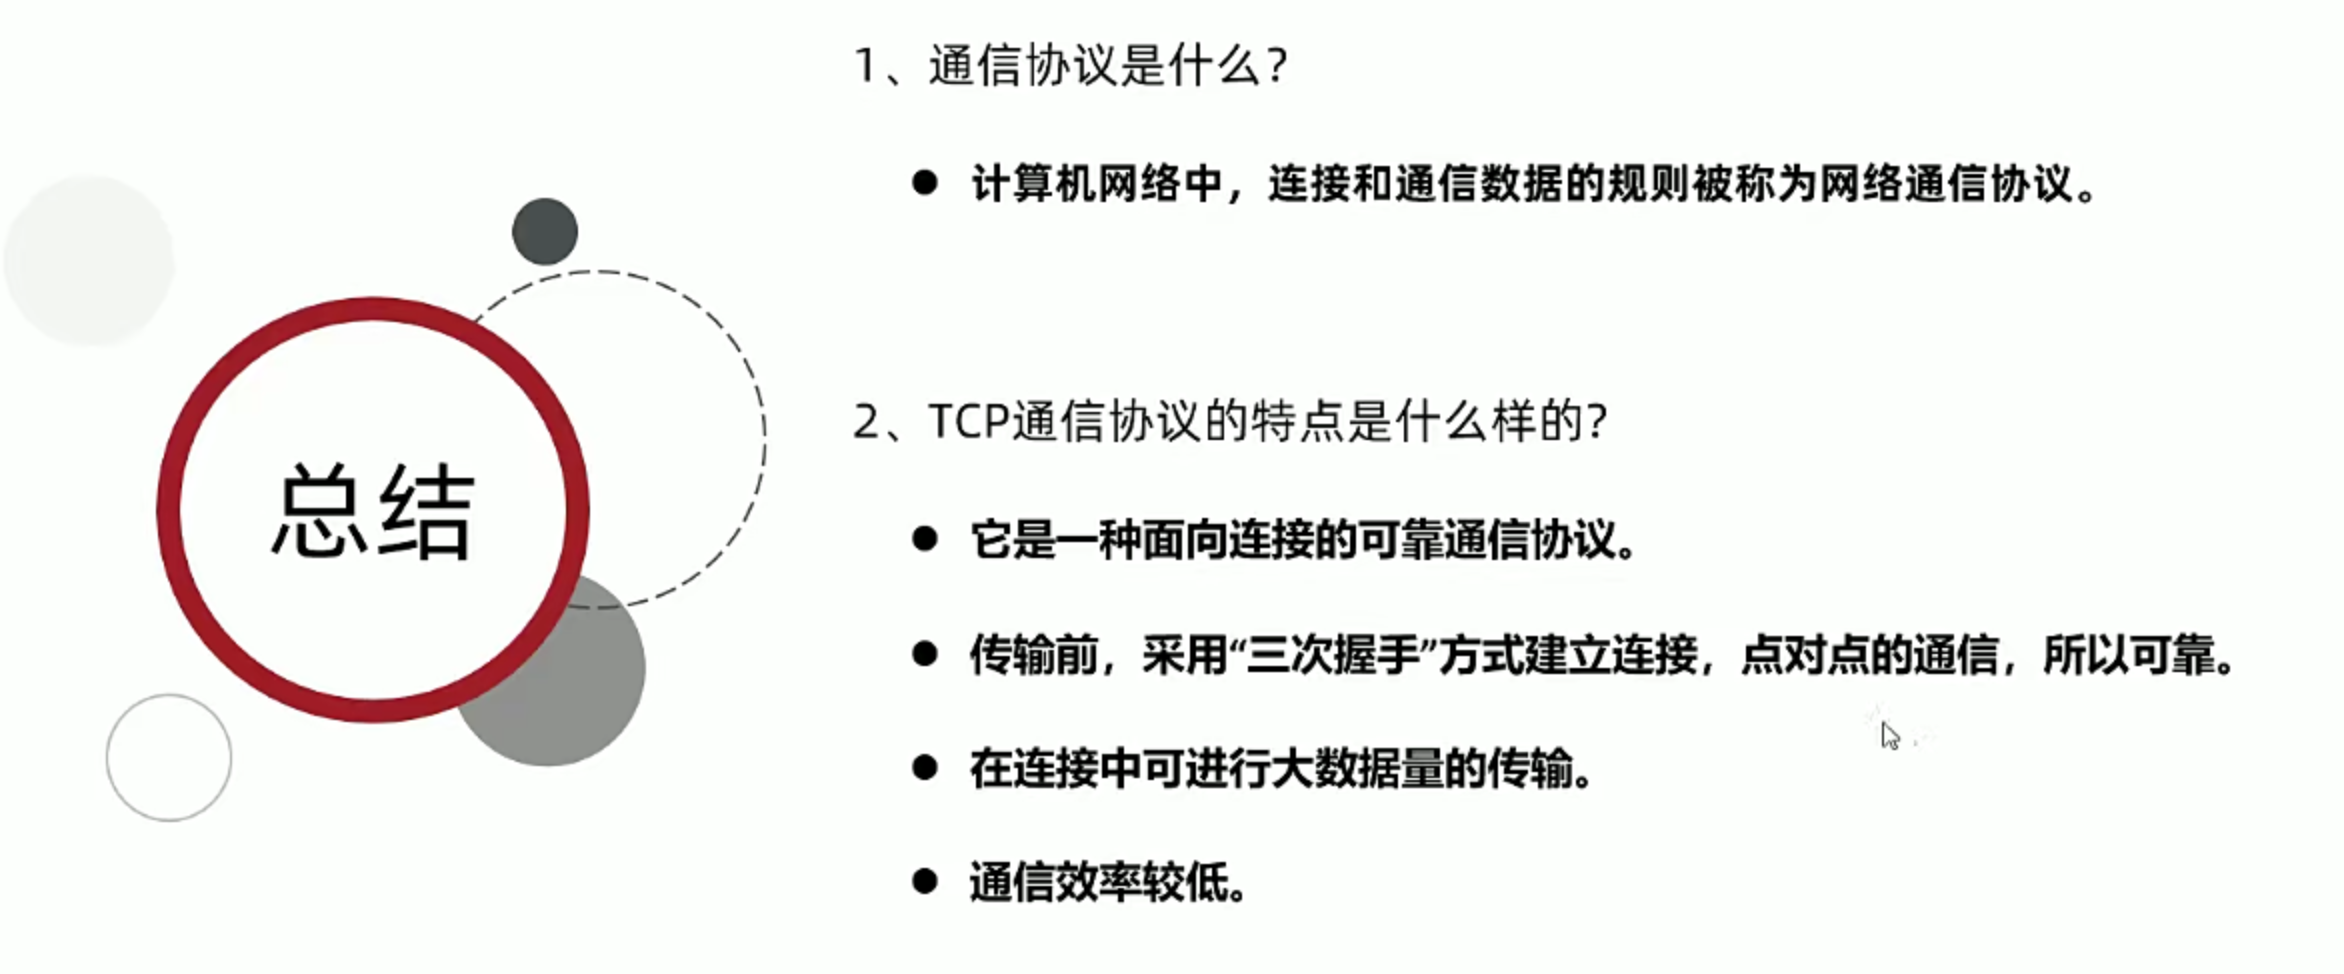 总结
1、通信协议是什么?
● 计算机网络中，连接和通信数据的规则被称为网络通信协议。
2、TCP通信协议的特点是什么样的?
● 它是一种面向连接的可靠通信协议。
● 传输前，采用“三次握手”方式建立连接，点对点的通信，所以可靠。
● 在连接中可进行大数据量的传输。
● 通信效率较低。